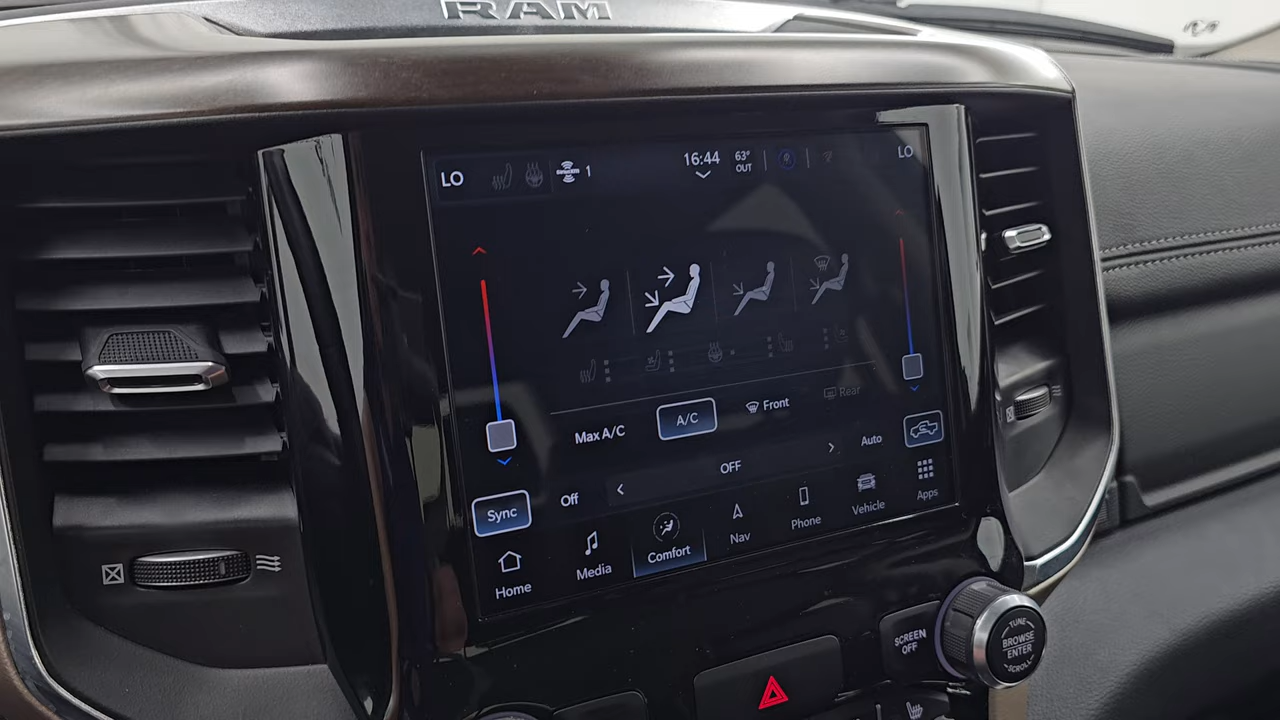 RAM
LO
1
16:44
63°
OUT
LO
Max A/C
A/C
Front
Rear
Sync
Off
OFF
Auto
Home
Media
Comfort
Nav
Phone
Vehicle
Apps
SCREEN
OFF
TUNE
BROWSE
ENTER
SCROLL